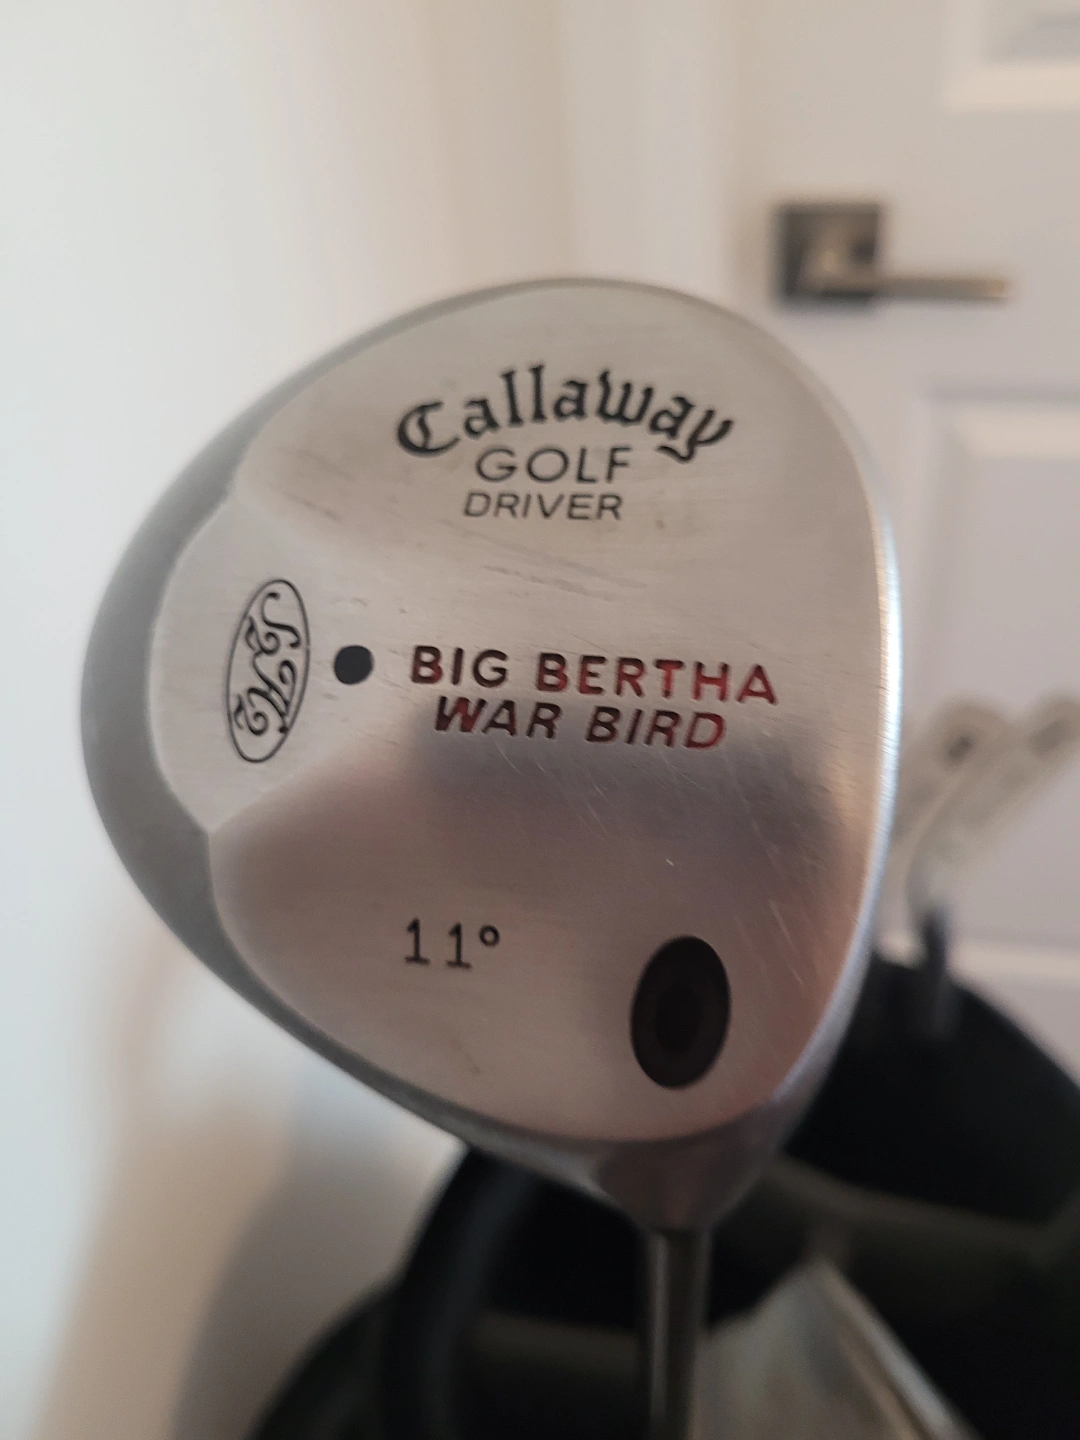 Callaway
GOLF
DRIVER
BIG BERTHA
WAR BIRD
11°